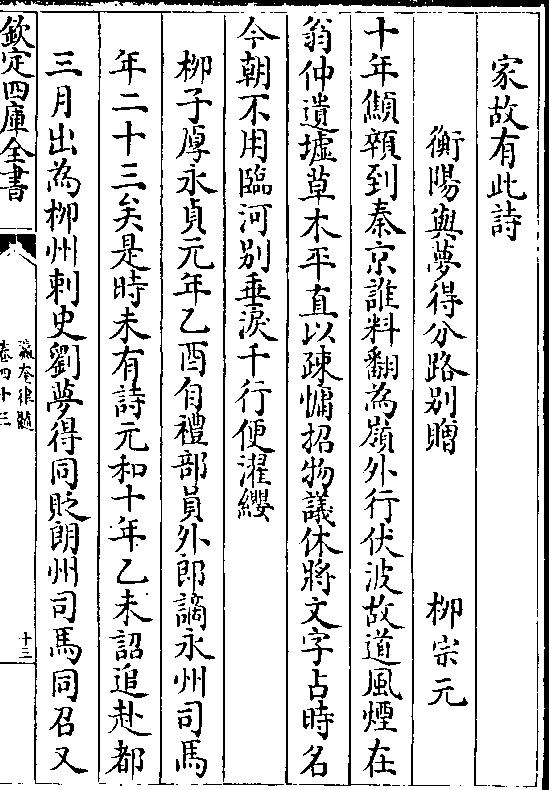 家故有此詩
衡陽與夢得分路别贈 柳宗元
十年顦顇到秦京誰料翻為嶺外行伏波故道風煙在
翁仲遺墟草木平直以疎慵招物議休將文字占時名
今朝不用臨河别垂淚千行便濯纓
柳子厚永貞元年乙酉自禮部員外郎謫永州司馬
年二十三矣是時未有詩元和十年乙未詔追赴都
三月出為柳州刺史劉夢得同貶朗州司馬同召又
欽定四庫全書
瀛奎律髓
卷四十三
十三